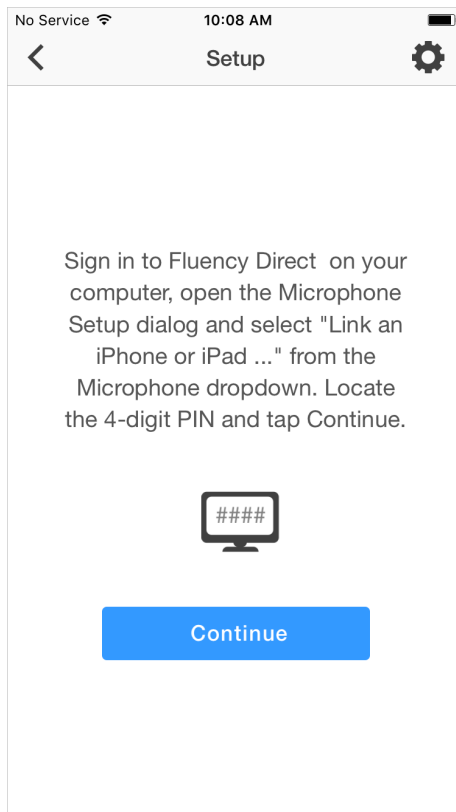 No Service 10:08 AM
Setup
Sign in to Fluency Direct  on your
computer, open the Microphone
Setup dialog and select "Link an
iPhone or iPad ..." from the
Microphone dropdown. Locate
the 4-digit PIN and tap Continue.
####
Continue